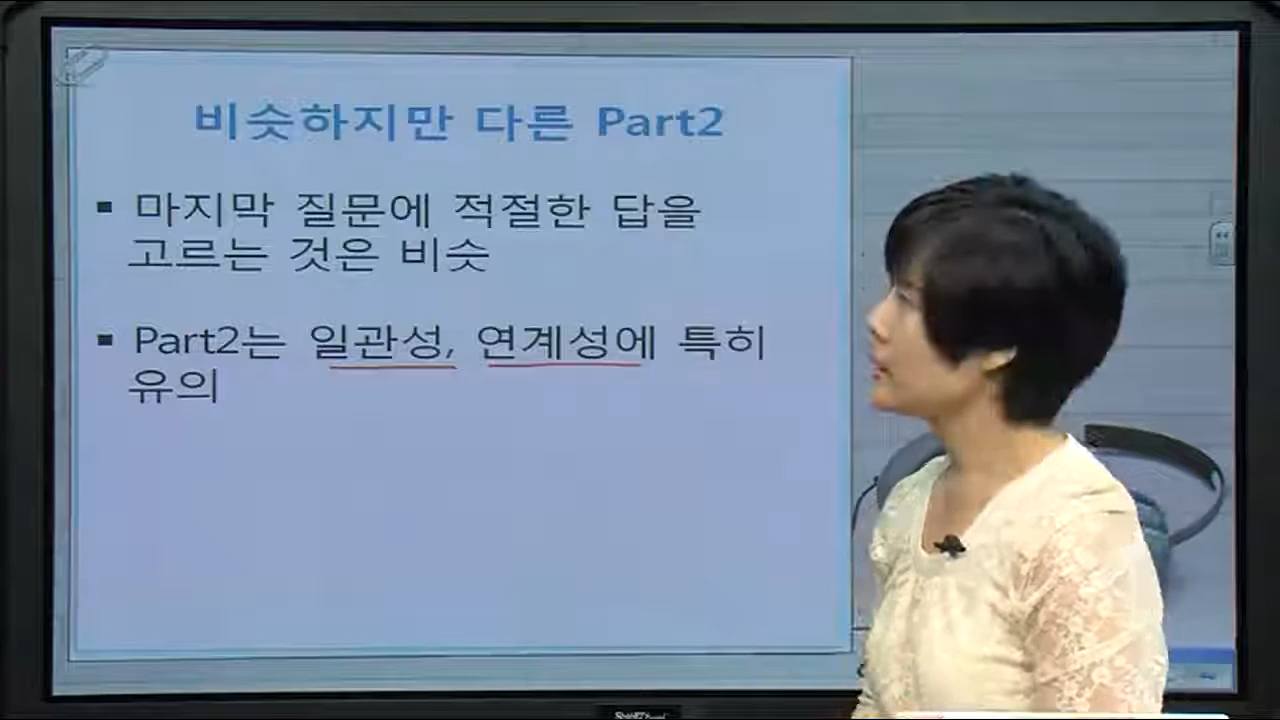 비슷하지만 다른 Part2
▪ 마지막 질문에 적절한 답을
고르는 것은 비슷
▪ Part2는 일관성, 연계성에 특히
유의